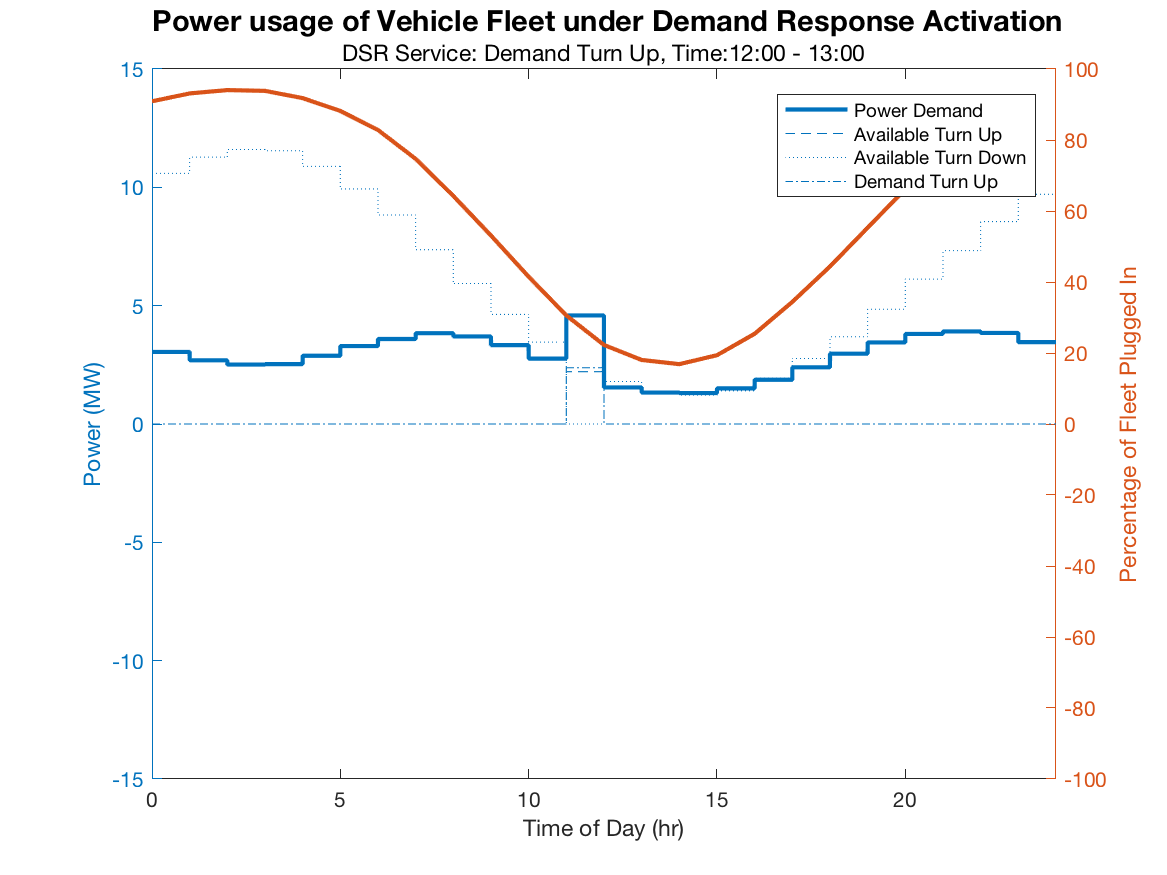 Power usage of Vehicle Fleet under Demand Response Activation
DSR Service: Demand Turn Up, Time:12:00 - 13:00
15
10
5
0
-5
-10
-15
Power (MW)
100
80
60
40
20
0
-20
-40
-60
-80
-100
Percentage of Fleet Plugged In
Power Demand
Available Turn Up
Available Turn Down
Demand Turn Up
0 5 10 15 20
Time of Day (hr)